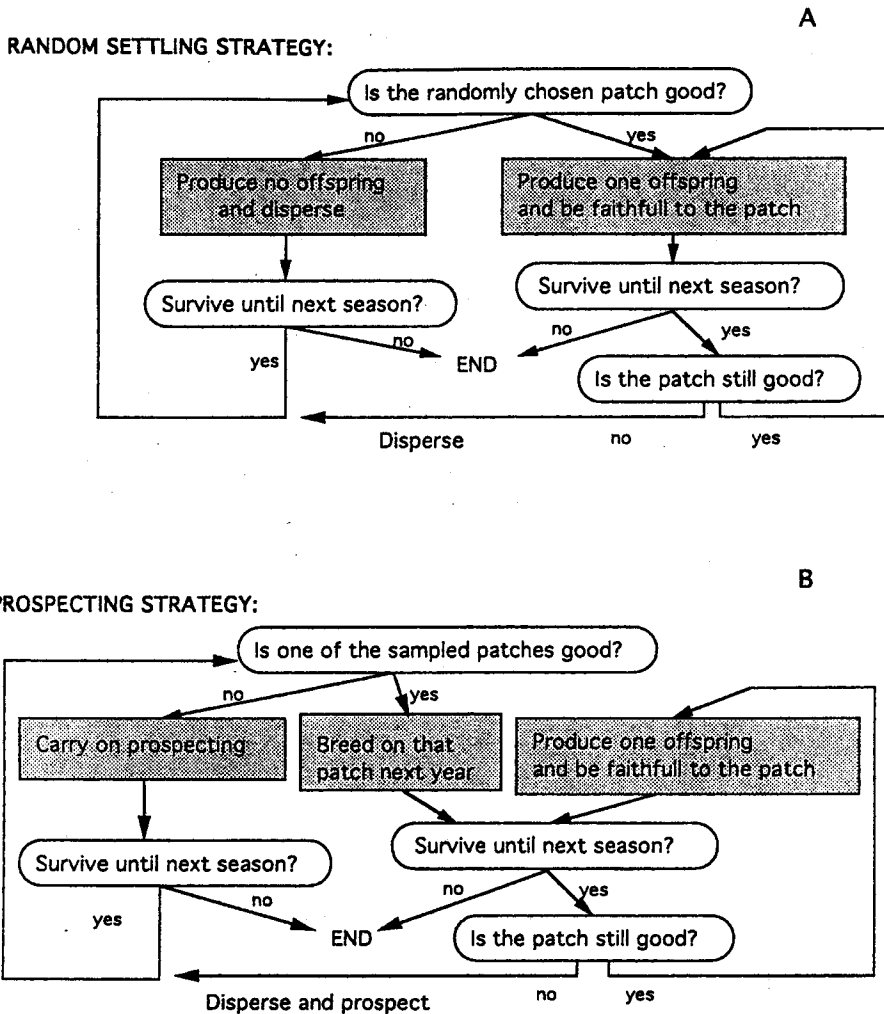 A
RANDOM SETTLING STRATEGY:
Is the randomly chosen patch good?
no
yes
Produce no offspring
and disperse
Produce one offspring
and be faithfull to the patch
Survive until next season?
Survive until next season?
no
yes
no
yes
END
Is the patch still good?
Disperse
no
yes
B
PROSPECTING STRATEGY:
Is one of the sampled patches good?
no
yes
Carry on prospecting
Breed on that
patch next year
Produce one offspring
and be faithfull to the patch
Survive until next season?
Survive until next season?
no
yes
no
yes
END
Is the patch still good?
Disperse and prospect
no
yes